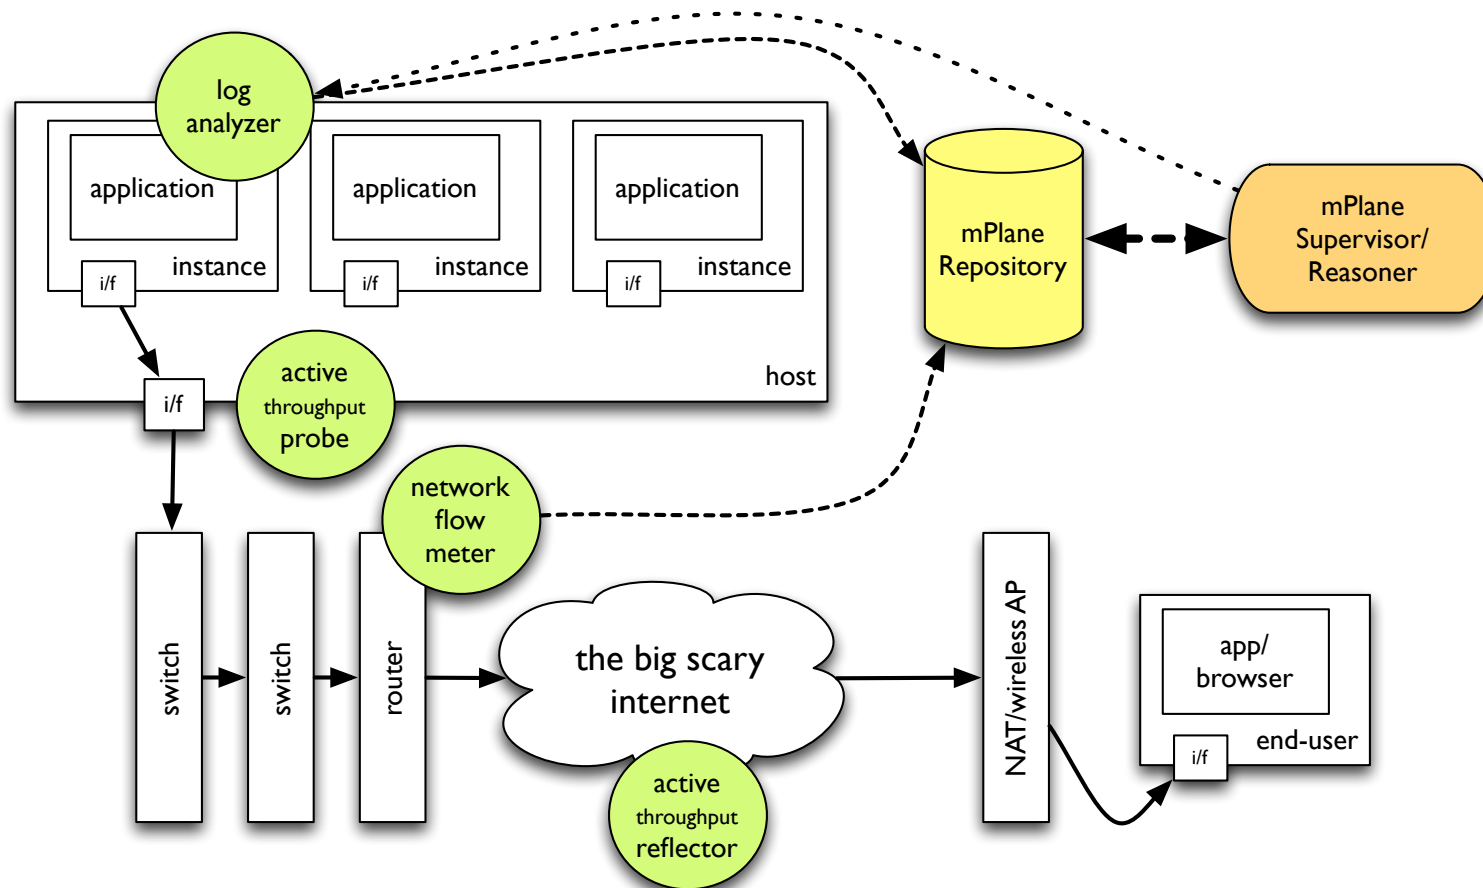 log
analyzer
application
instance
i/f
application
instance
i/f
application
instance
i/f
host
i/f
active
throughput
probe
mPlane
Repository
mPlane
Supervisor/
Reasoner
network
flow
meter
switch
switch
router
the big scary
internet
active
throughput
reflector
NAT/wireless AP
app/
browser
end-user
i/f